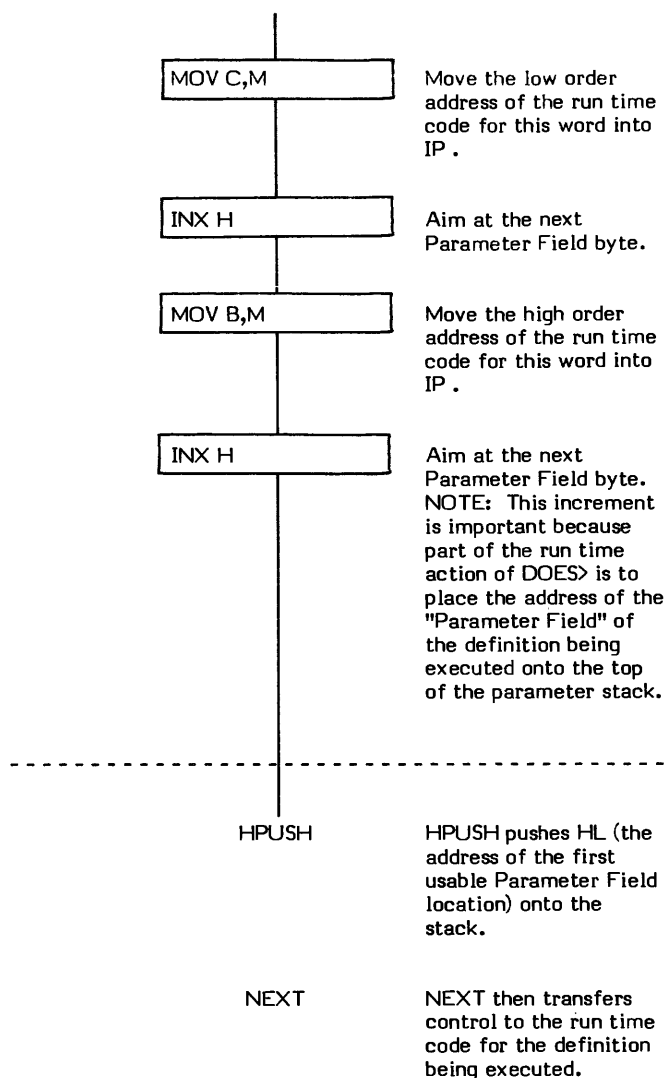 MOV C,M
Move the low order
address of the run time
code for this word into
IP .
INX H
Aim at the next
Parameter Field byte.
MOV B,M
Move the high order
address of the run time
code for this word into
IP .
INX H
Aim at the next
Parameter Field byte.
NOTE: This increment
is important because
part of the run time
action of DOES> is to
place the address of the
"Parameter Field" of
the definition being
executed onto the top
of the parameter stack.
HPUSH
HPUSH pushes HL (the
address of the first
usable Parameter Field
location) onto the
stack.
NEXT
NEXT then transfers
control to the run time
code for the definition
being executed.